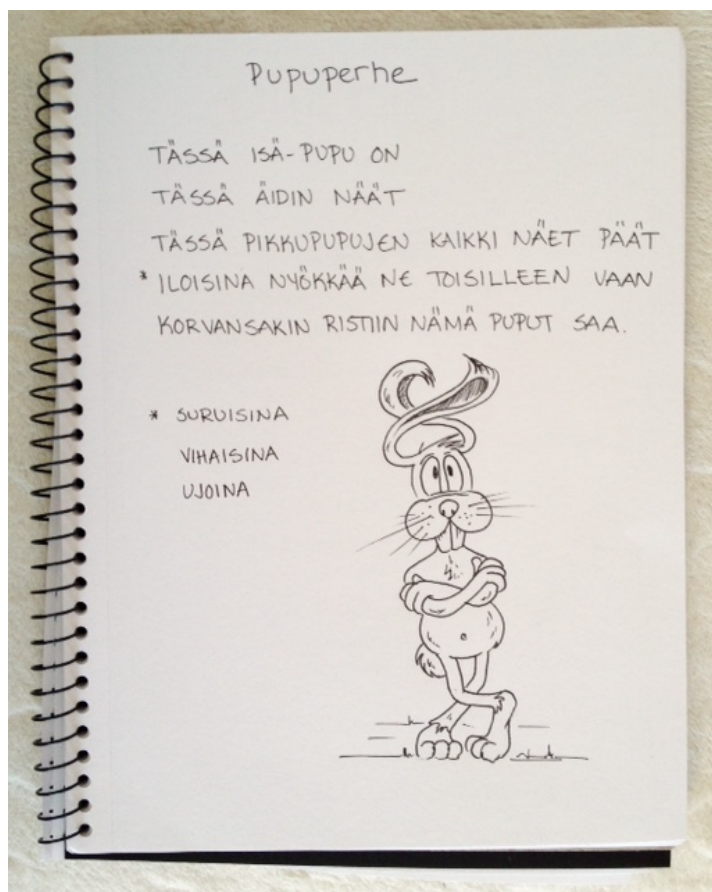 Pupuperhe
TÄSSÄ ISÄ-PUPU ON
TÄSSÄ ÄIDIN NÄÄT
TÄSSÄ PIKKUPUPUJEN KAIKKI NÄET PÄÄT
* ILOISINA NYÖKKÄÄ NE TOISILLEEN VAAN
KORVANSAKIN RISTIIN NÄMÄ PUPUT SAA.
* SURUISINA
VIHAISINA
UJOINA